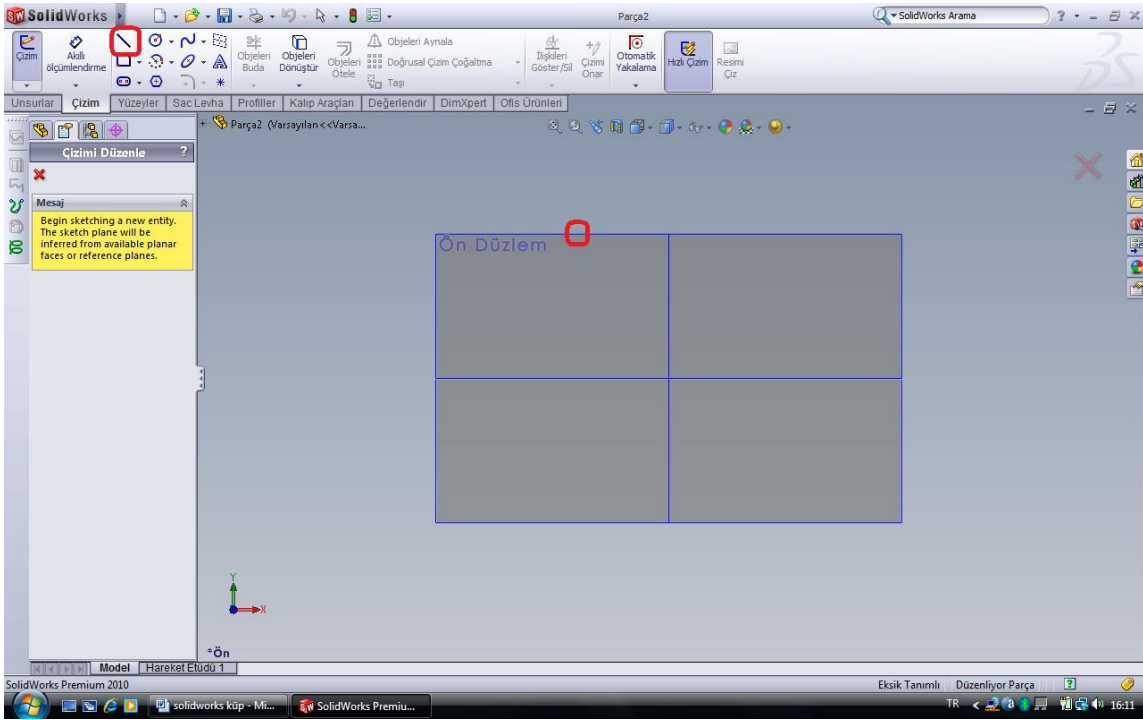 SolidWorks
Parça2
SolidWorks Arama
Çizim
Akıllı ölçümlendirme
Objeleri Buda
Objeleri Dönüştür
Objeleri Ötele
Objeleri Aynala
Doğrusal Çizim Çoğaltma
Taşı
İlişkileri Göster/Sil
Çizimi Onar
Otomatik Yakalama
Hızlı Çizim
Resimi Çiz
Unsurlar Çizim Yüzeyler Sac Levha Profiller Kalıp Araçları Değerlendir DimXpert Ofis Ürünleri
Parça2 (Varsayılan<<Varsa...
Çizimi Düzenle ?
Mesaj
Begin sketching a new entity.
The sketch plane will be
inferred from available planar
faces or reference planes.
Ön Düzlem
Y
X
*Ön
Model Hareket Etüdü 1
SolidWorks Premium 2010
Eksik Tanımlı Düzenliyor Parça
solidworks küp - Mi...
SolidWorks Premiu...
TR
16:11